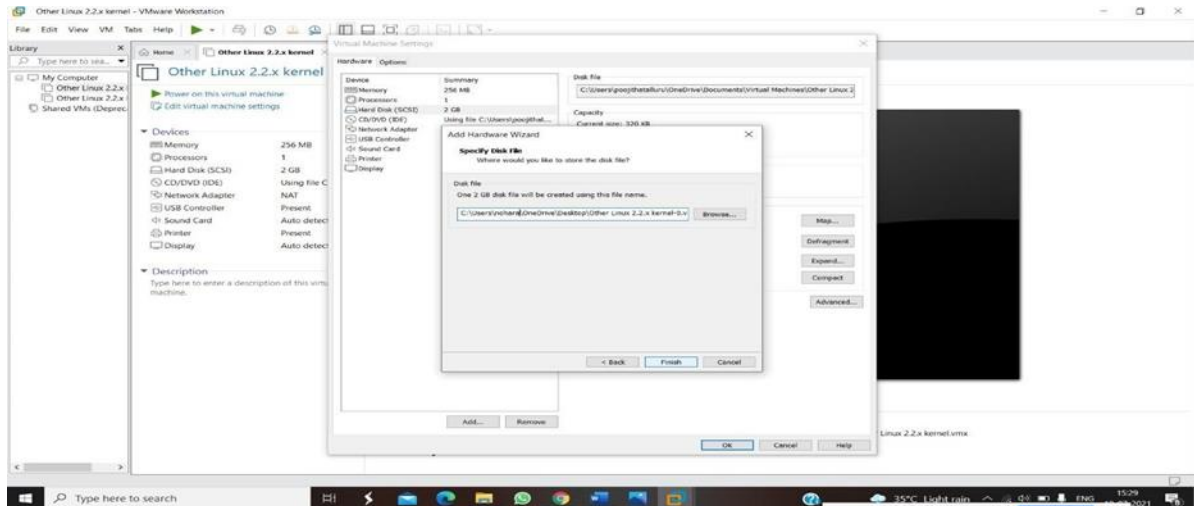 Other Linux 2.2.x kernel - VMware Workstation
File Edit View VM Tabs Help
Library
Type here to sea...
My Computer
Other Linux 2.2.x
Other Linux 2.2.x
Shared VMs (Deprec
Home
Other Linux 2.2.x kernel
Other Linux 2.2.x kernel
Power on this virtual machine
Edit virtual machine settings
Devices
Memory 256 MB
Processors 1
Hard Disk (SCSI) 2 GB
CD/DVD (IDE) Using file C
Network Adapter NAT
USB Controller Present
Sound Card Auto detec
Printer Present
Display Auto detec
Description
Type here to enter a description of this virtu
machine.
Virtual Machine Settings
Hardware Options
Device Summary
Memory 256 MB
Processors 1
Hard Disk (SCSI) 2 GB
CD/DVD (IDE) Using file
Network Adapter
USB Controller
Sound Card
Printer
Display
Add... Remove
Disk file
Capacity
Current size: 320 KB
Map...
Defragment
Expand...
Compact
Advanced...
OK Cancel Help
Add Hardware Wizard
Specify Disk File
Where would you like to store the disk file?
Disk file
One 2 GB disk file will be created using this file name.
Browse...
< Back Finish Cancel
Linux 2.2.x kernel.vmx
Type here to search
35°C Light rain
ENG
15:29